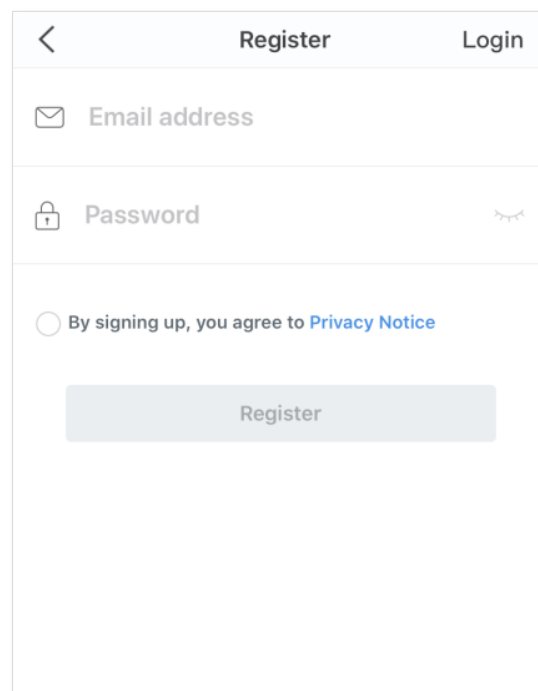 Register Login
Email address
Password
By signing up, you agree to Privacy Notice
Register